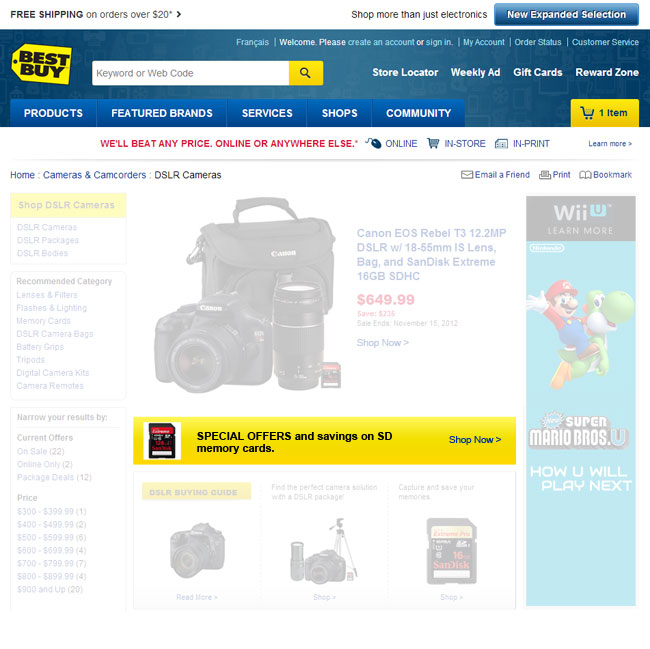 FREE SHIPPING on orders over $20*
Shop more than just electronics
New Expanded Selection
Français
Welcome. Please create an account or sign in.
My Account
Order Status
Customer Service
BEST BUY
Keyword or Web Code
Store Locator
Weekly Ad
Gift Cards
Reward Zone
PRODUCTS
FEATURED BRANDS
SERVICES
SHOPS
COMMUNITY
1 Item
WE'LL BEAT ANY PRICE. ONLINE OR ANYWHERE ELSE.*
ONLINE
IN-STORE
IN-PRINT
Learn more >
Home : Cameras & Camcorders : DSLR Cameras
Email a Friend
Print
Bookmark
Shop DSLR Cameras
DSLR Cameras
DSLR Packages
DSLR Bodies
Recommended Category
Lenses & Filters
Flashes & Lighting
Memory Cards
DSLR Camera Bags
Battery Grips
Tripods
Digital Camera Kits
Camera Remotes
Narrow your results by:
Current Offers
On Sale (22)
Online Only (2)
Package Deals (12)
Price
$300 - $399.99 (1)
$400 - $499.99 (2)
$500 - $599.99 (6)
$600 - $699.99 (4)
$700 - $799.99 (7)
$800 - $899.99 (4)
$900 and Up (20)
Canon
Canon EOS Rebel T3 12.2MP
DSLR w/ 18-55mm IS Lens,
Bag, and SanDisk Extreme
16GB SDHC
$649.99
Save: $235
Sale Ends: November 15, 2012.
Shop Now >
SPECIAL OFFERS and savings on SD
memory cards.
Shop Now >
DSLR BUYING GUIDE
Read More >
Find the perfect camera solution
with a DSLR package!
Shop >
Capture and save your
memories.
Extreme Pro
16
SanDisk
Shop >
Wii U
LEARN MORE
Nintendo
NEW
SUPER
MARIO BROS. U
HOW U WILL
PLAY NEXT